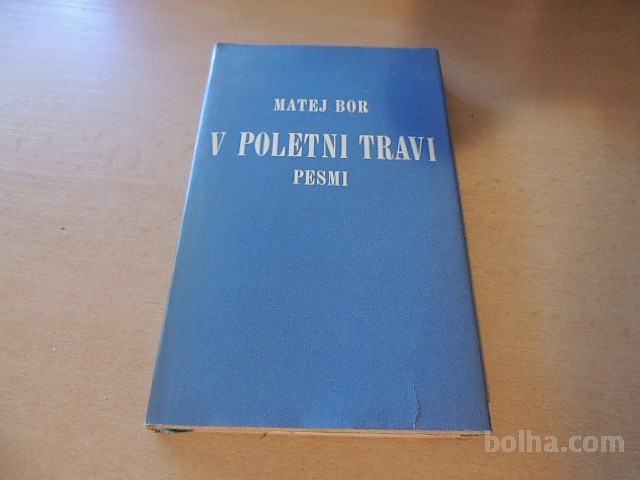 MATEJ BOR
V POLETNI TRAVI
PESMI
bolha.com